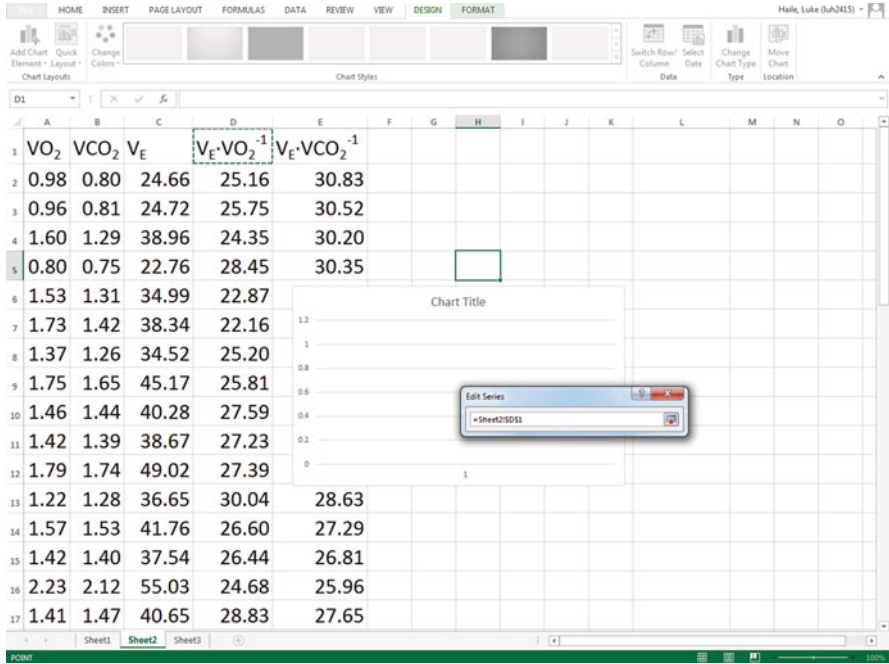 FILE HOME INSERT PAGE LAYOUT FORMULAS DATA REVIEW VIEW DESIGN FORMAT Haile, Luke (luh2415)
Add Chart Quick Change Switch Row/ Select Change Move
Element Layout Colors Column Data Chart Type Chart
Chart Layouts Chart Styles Data Type Location
D1 fx
A B C D E F G H I J K L M N O
1 VO₂ VCO₂ V_E V_E·VO₂⁻¹ V_E·VCO₂⁻¹
2 0.98 0.80 24.66 25.16 30.83
3 0.96 0.81 24.72 25.75 30.52
4 1.60 1.29 38.96 24.35 30.20
5 0.80 0.75 22.76 28.45 30.35
6 1.53 1.31 34.99 22.87
Chart Title
7 1.73 1.42 38.34 22.16 1.2
1
8 1.37 1.26 34.52 25.20 0.8
9 1.75 1.65 45.17 25.81 0.6 Edit Series
10 1.46 1.44 40.28 27.59 0.4 =Sheet2!$D$1
11 1.42 1.39 38.67 27.23 0.2
12 1.79 1.74 49.02 27.39 0 1
13 1.22 1.28 36.65 30.04 28.63
14 1.57 1.53 41.76 26.60 27.29
15 1.42 1.40 37.54 26.44 26.81
16 2.23 2.12 55.03 24.68 25.96
17 1.41 1.47 40.65 28.83 27.65
Sheet1 Sheet2 Sheet3
POINT 100%